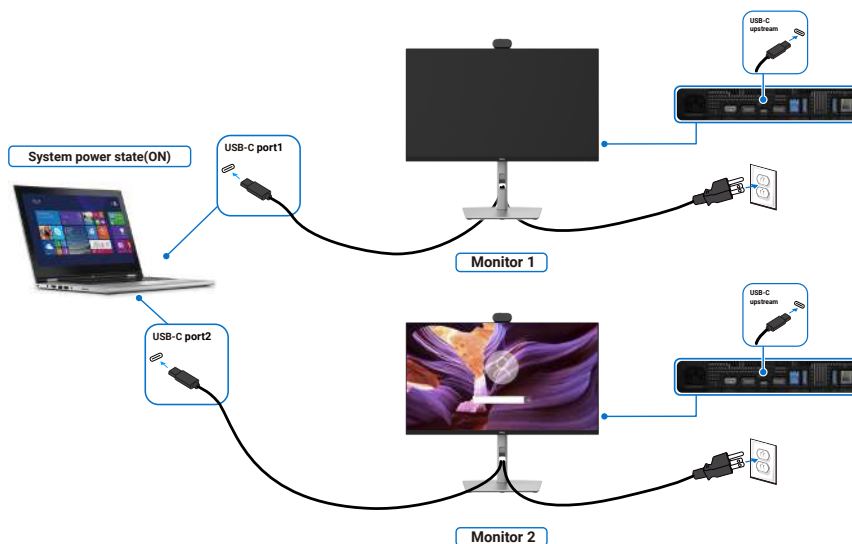 USB-C
upstream
USB-C port1
System power state(ON)
Monitor 1
USB-C
upstream
USB-C port2
Monitor 2